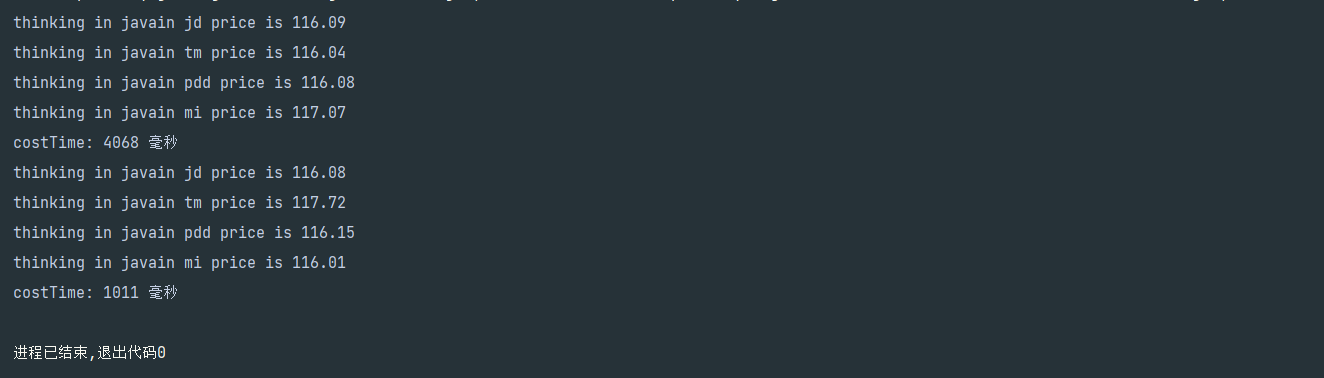 thinking in javain jd price is 116.09
thinking in javain tm price is 116.04
thinking in javain pdd price is 116.08
thinking in javain mi price is 117.07
costTime: 4068 毫秒
thinking in javain jd price is 116.08
thinking in javain tm price is 117.72
thinking in javain pdd price is 116.15
thinking in javain mi price is 116.01
costTime: 1011 毫秒
进程已结束,退出代码0